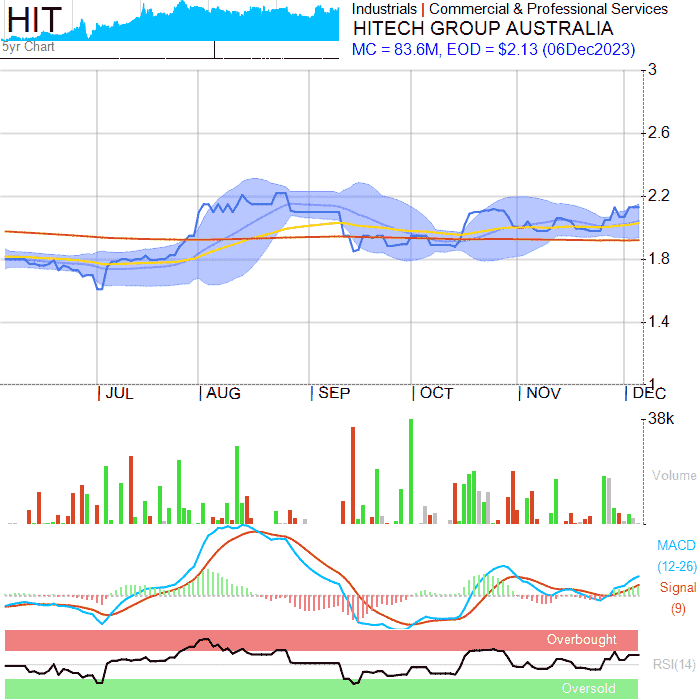 HIT
5yr Chart
Industrials | Commercial & Professional Services
HITECH GROUP AUSTRALIA
MC = 83.6M, EOD = $2.13 (06Dec2023)
3
2.6
2.2
1.8
1.4
1
| JUL | AUG | SEP | OCT | NOV | DEC
38k
Volume
MACD
(12-26)
Signal
(9)
Overbought
RSI(14)
Oversold